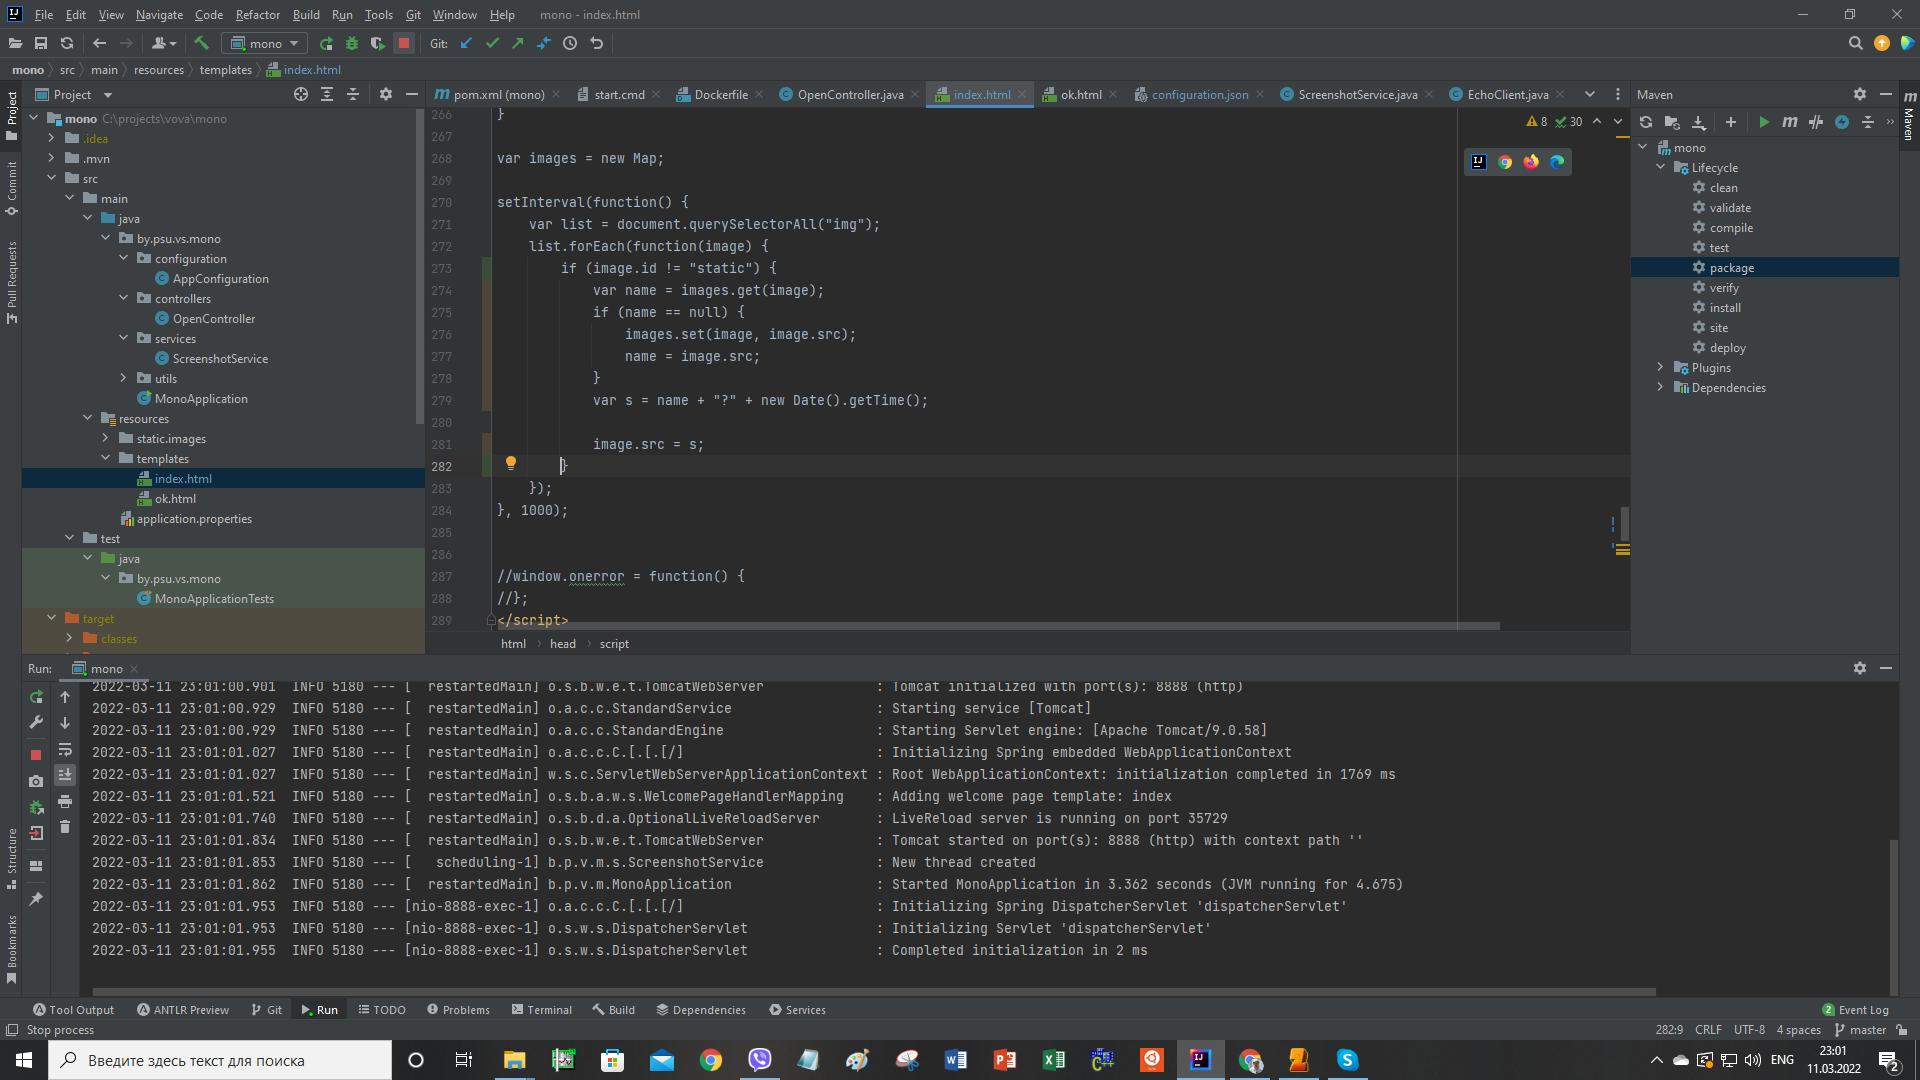 File Edit View Navigate Code Refactor Build Run Tools Git Window Help mono - index.html
mono Git:
mono src main resources templates index.html
Project
pom.xml (mono) start.cmd Dockerfile OpenController.java index.html ok.html configuration.json ScreenshotService.java EchoClient.java
Maven
Project
Commit
Pull Requests
Structure
Bookmarks
Maven
mono C:\projects\vova\mono
.idea
.mvn
src
main
java
by.psu.vs.mono
configuration
AppConfiguration
controllers
OpenController
services
ScreenshotService
utils
MonoApplication
resources
static.images
templates
index.html
ok.html
application.properties
test
java
by.psu.vs.mono
MonoApplicationTests
target
classes
8 30
266 }
267
268 var images = new Map;
269
270 setInterval(function() {
271 var list = document.querySelectorAll("img");
272 list.forEach(function(image) {
273 if (image.id != "static") {
274 var name = images.get(image);
275 if (name == null) {
276 images.set(image, image.src);
277 name = image.src;
278 }
279 var s = name + "?" + new Date().getTime();
280
281 image.src = s;
282 }
283 });
284 }, 1000);
285
286
287 //window.onerror = function() {
288 //};
289 </script>
html head script
mono
Lifecycle
clean
validate
compile
test
package
verify
install
site
deploy
Plugins
Dependencies
Run: mono
2022-03-11 23:01:00.901 INFO 5180 --- [ restartedMain] o.s.b.w.e.t.TomcatWebServer : Tomcat initialized with port(s): 8888 (http)
2022-03-11 23:01:00.929 INFO 5180 --- [ restartedMain] o.a.c.c.StandardService : Starting service [Tomcat]
2022-03-11 23:01:00.929 INFO 5180 --- [ restartedMain] o.a.c.c.StandardEngine : Starting Servlet engine: [Apache Tomcat/9.0.58]
2022-03-11 23:01:01.027 INFO 5180 --- [ restartedMain] o.a.c.c.C.[.[.[/] : Initializing Spring embedded WebApplicationContext
2022-03-11 23:01:01.027 INFO 5180 --- [ restartedMain] w.s.c.ServletWebServerApplicationContext : Root WebApplicationContext: initialization completed in 1769 ms
2022-03-11 23:01:01.521 INFO 5180 --- [ restartedMain] o.s.b.a.w.s.WelcomePageHandlerMapping : Adding welcome page template: index
2022-03-11 23:01:01.740 INFO 5180 --- [ restartedMain] o.s.b.d.a.OptionalLiveReloadServer : LiveReload server is running on port 35729
2022-03-11 23:01:01.834 INFO 5180 --- [ restartedMain] o.s.b.w.e.t.TomcatWebServer : Tomcat started on port(s): 8888 (http) with context path ''
2022-03-11 23:01:01.853 INFO 5180 --- [ scheduling-1] b.p.v.m.s.ScreenshotService : New thread created
2022-03-11 23:01:01.862 INFO 5180 --- [ restartedMain] b.p.v.m.MonoApplication : Started MonoApplication in 3.362 seconds (JVM running for 4.675)
2022-03-11 23:01:01.953 INFO 5180 --- [nio-8888-exec-1] o.a.c.c.C.[.[.[/] : Initializing Spring DispatcherServlet 'dispatcherServlet'
2022-03-11 23:01:01.953 INFO 5180 --- [nio-8888-exec-1] o.s.w.s.DispatcherServlet : Initializing Servlet 'dispatcherServlet'
2022-03-11 23:01:01.955 INFO 5180 --- [nio-8888-exec-1] o.s.w.s.DispatcherServlet : Completed initialization in 2 ms
Tool Output ANTLR Preview Git Run TODO Problems Terminal Build Dependencies Services 2 Event Log
Stop process 282:9 CRLF UTF-8 4 spaces master
Введите здесь текст для поиска
ENG
23:01
11.03.2022
2